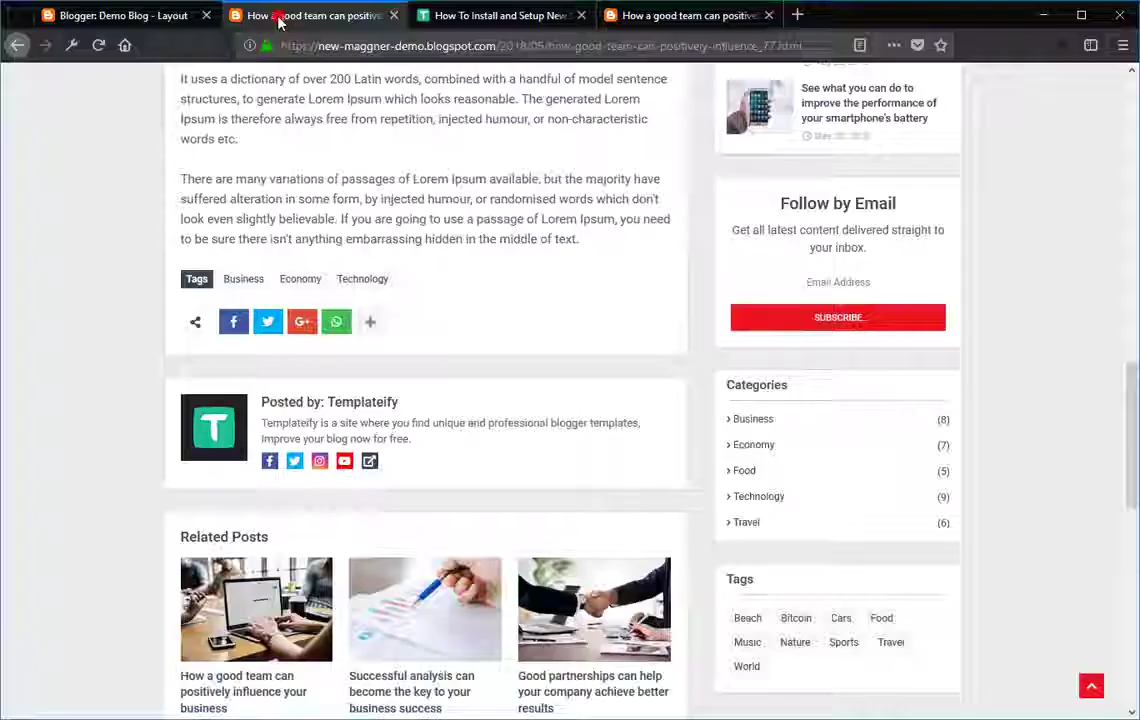 Blogger: Demo Blog - Layout
How a good team can positive
How To Install and Setup New
How a good team can positive
https://new-maggner-demo.blogspot.com/2018/05/how-good-team-can-positively-influence_77.html
It uses a dictionary of over 200 Latin words, combined with a handful of model sentence
structures, to generate Lorem Ipsum which looks reasonable. The generated Lorem
Ipsum is therefore always free from repetition, injected humour, or non-characteristic
words etc.
There are many variations of passages of Lorem Ipsum available, but the majority have
suffered alteration in some form, by injected humour, or randomised words which don't
look even slightly believable. If you are going to use a passage of Lorem Ipsum, you need
to be sure there isn't anything embarrassing hidden in the middle of text.
Tags Business Economy Technology
Posted by: Templateify
Templateify is a site where you find unique and professional blogger templates,
Improve your blog now for free.
Related Posts
How a good team can
positively influence your
business
Successful analysis can
become the key to your
business success
Good partnerships can help
your company achieve better
results
See what you can do to
improve the performance of
your smartphone's battery
Follow by Email
Get all latest content delivered straight to
your inbox.
Email Address
SUBSCRIBE
Categories
Business (8)
Economy (7)
Food (5)
Technology (9)
Travel (6)
Tags
Beach Bitcoin Cars Food
Music Nature Sports Travel
World